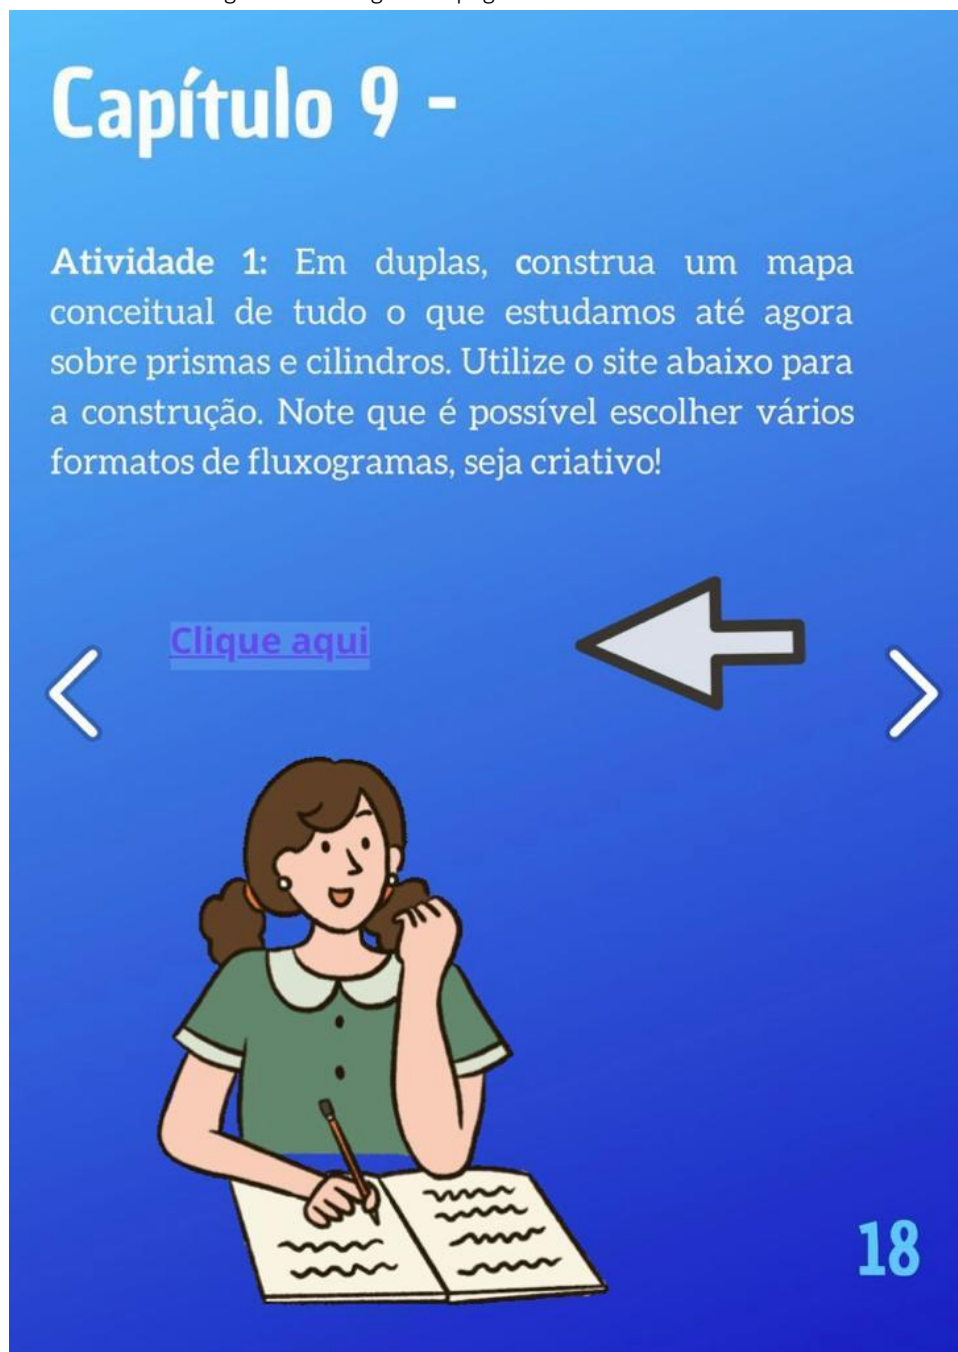 Capítulo 9 -
Atividade 1: Em duplas, construa um mapa
conceitual de tudo o que estudamos até agora
sobre prismas e cilindros. Utilize o site abaixo para
a construção. Note que é possível escolher vários
formatos de fluxogramas, seja criativo!
Clique aqui
18